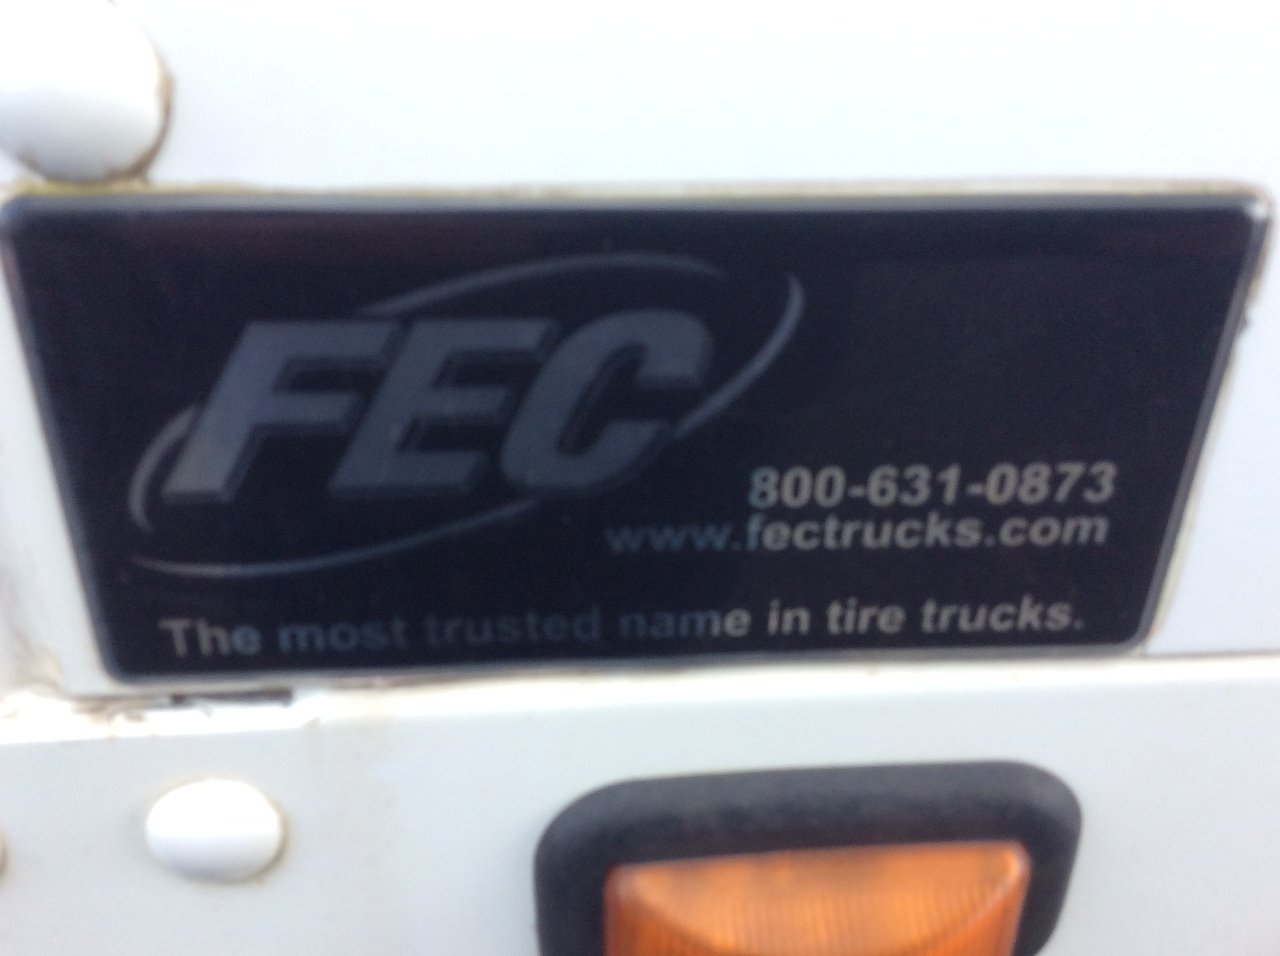 FEC
800-631-0873
www.fectrucks.com
The most trusted name in tire trucks.